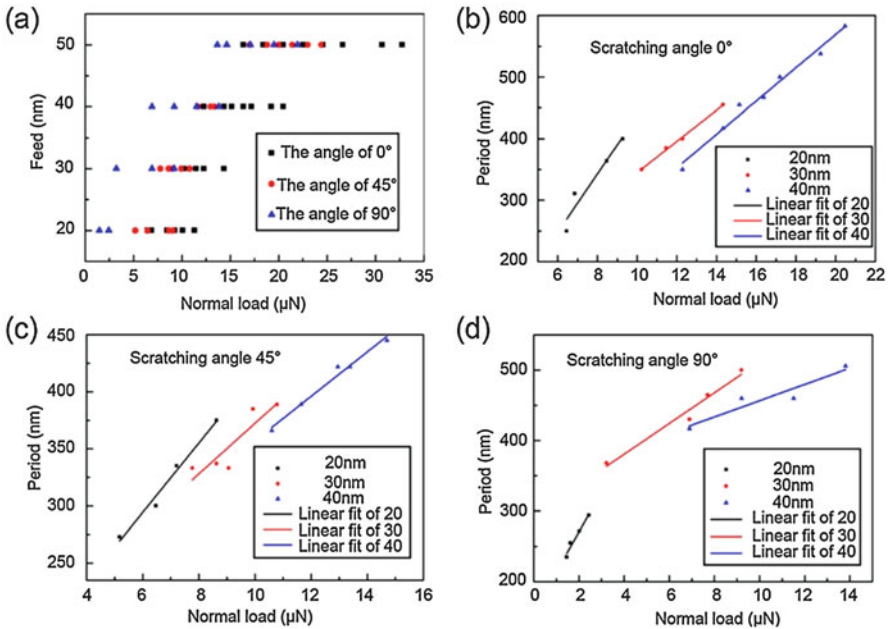 (a)
Feed (nm)
50
40
30
20
The angle of 0°
The angle of 45°
The angle of 90°
0 5 10 15 20 25 30 35
Normal load (μN)
(b)
Period (nm)
600
500
400
300
200
Scratching angle 0°
20nm
30nm
40nm
Linear fit of 20
Linear fit of 30
Linear fit of 40
6 8 10 12 14 16 18 20 22
Normal load (μN)
(c)
Period (nm)
450
400
350
300
250
Scratching angle 45°
20nm
30nm
40nm
Linear fit of 20
Linear fit of 30
Linear fit of 40
4 6 8 10 12 14 16
Normal load (μN)
(d)
Period (nm)
500
400
300
200
Scratching angle 90°
20nm
30nm
40nm
Linear fit of 20
Linear fit of 30
Linear fit of 40
0 2 4 6 8 10 12 14
Normal load (μN)